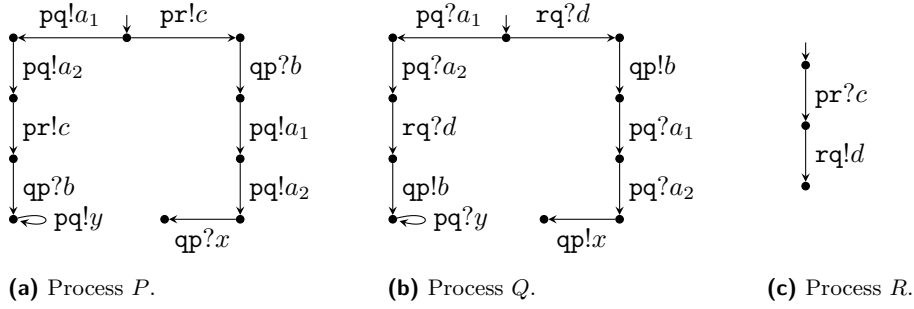 pq!a₁ pr!c pq?a₁ rq?d
pq!a₂ qp?b pq?a₂ qp!b pr?c
pr!c pq!a₁ rq?d pq?a₁ rq!d
qp?b pq!a₂ qp!b pq?a₂
pq!y pq?y
qp?x qp!x
(a) Process P. (b) Process Q. (c) Process R.